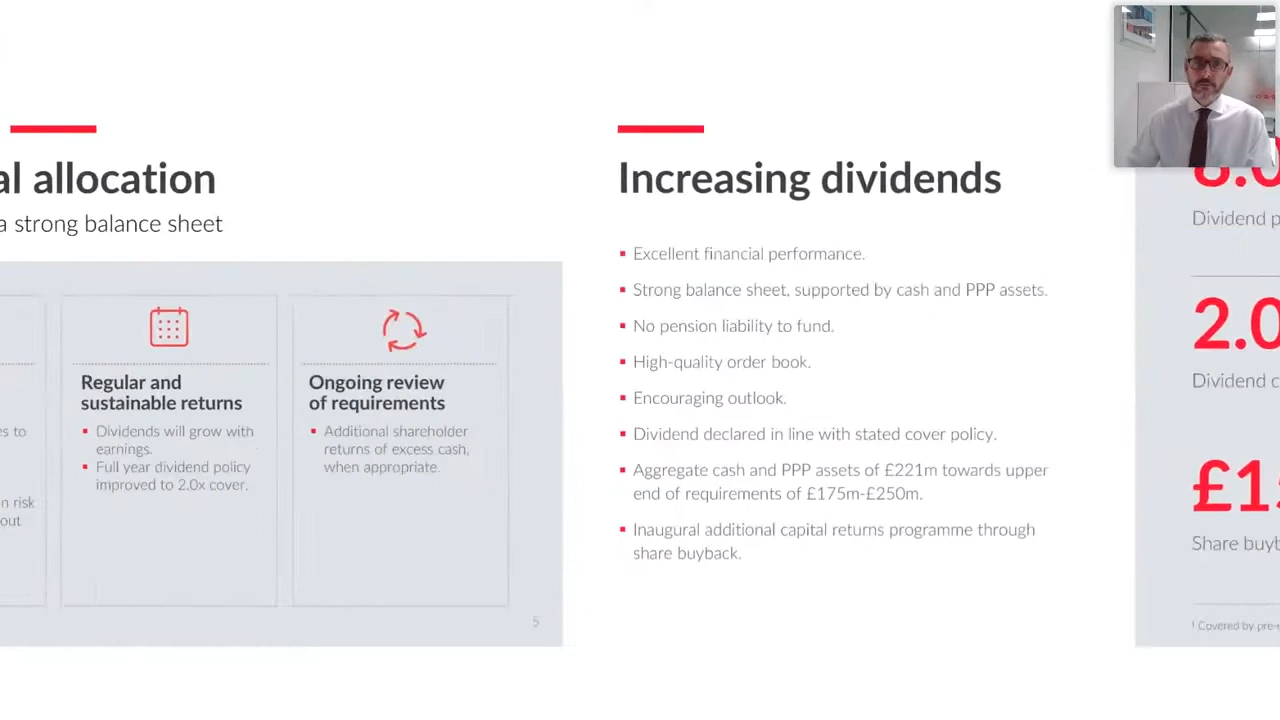 al allocation
a strong balance sheet
es to
n risk
out
Regular and
sustainable returns
▪ Dividends will grow with
earnings.
▪ Full year dividend policy
improved to 2.0x cover.
Ongoing review
of requirements
▪ Additional shareholder
returns of excess cash,
when appropriate.
5
Increasing dividends
▪ Excellent financial performance.
▪ Strong balance sheet, supported by cash and PPP assets.
▪ No pension liability to fund.
▪ High-quality order book.
▪ Encouraging outlook.
▪ Dividend declared in line with stated cover policy.
▪ Aggregate cash and PPP assets of £221m towards upper
end of requirements of £175m-£250m.
▪ Inaugural additional capital returns programme through
share buyback.
Dividend p
2.0
Dividend c
£15
Share buyb
¹ Covered by pre-e